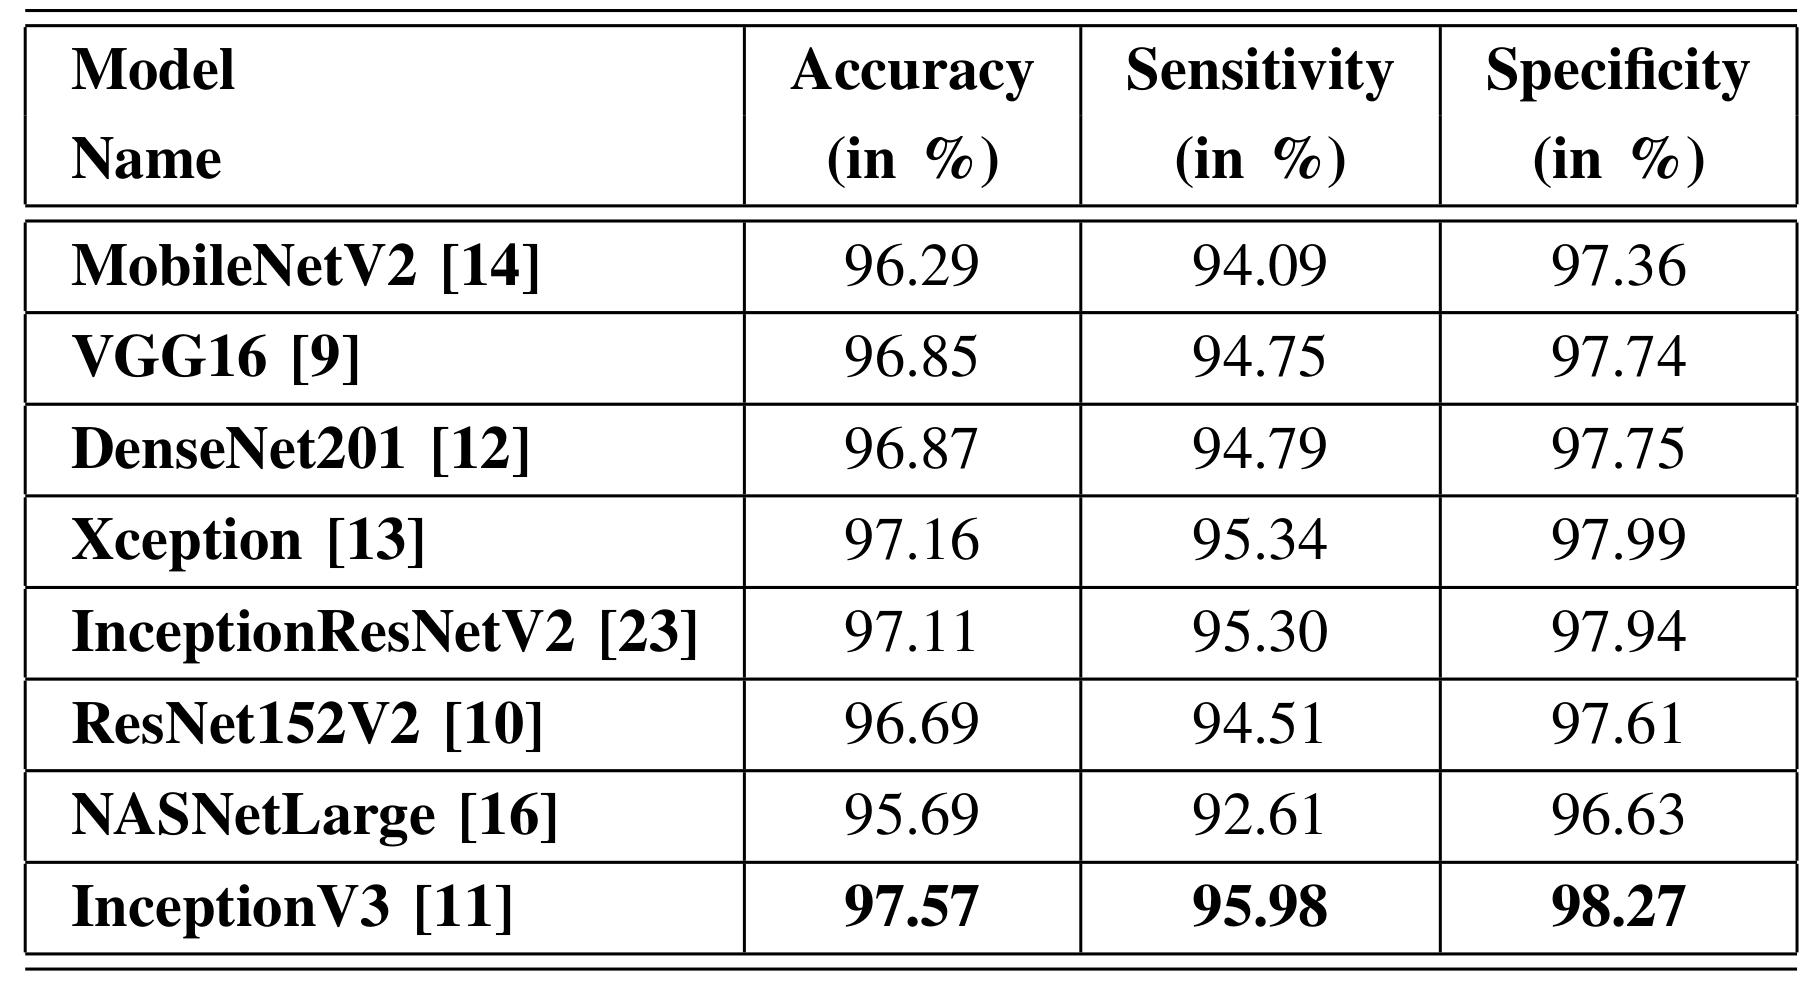 Model Accuracy Sensitivity Specificity
Name (in %) (in %) (in %)
MobileNetV2 [14] 96.29 94.09 97.36
VGG16 [9] 96.85 94.75 97.74
DenseNet201 [12] 96.87 94.79 97.75
Xception [13] 97.16 95.34 97.99
InceptionResNetV2 [23] 97.11 95.30 97.94
ResNet152V2 [10] 96.69 94.51 97.61
NASNetLarge [16] 95.69 92.61 96.63
InceptionV3 [11] 97.57 95.98 98.27